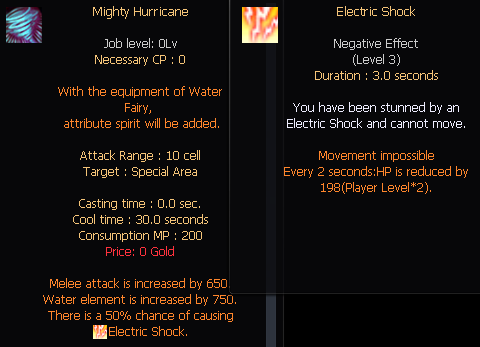 Mighty Hurricane
Job level: 0Lv
Necessary CP : 0
With the equipment of Water
Fairy,
attribute spirit will be added.
Attack Range : 10 cell
Target : Special Area
Casting time : 0.0 sec.
Cool time : 30.0 seconds
Consumption MP : 200
Price: 0 Gold
Melee attack is increased by 650.
Water element is increased by 750.
There is a 50% chance of causing
Electric Shock.
Electric Shock
Negative Effect
(Level 3)
Duration : 3.0 seconds
You have been stunned by an
Electric Shock and cannot move.
Movement impossible
Every 2 seconds:HP is reduced by
198(Player Level*2).